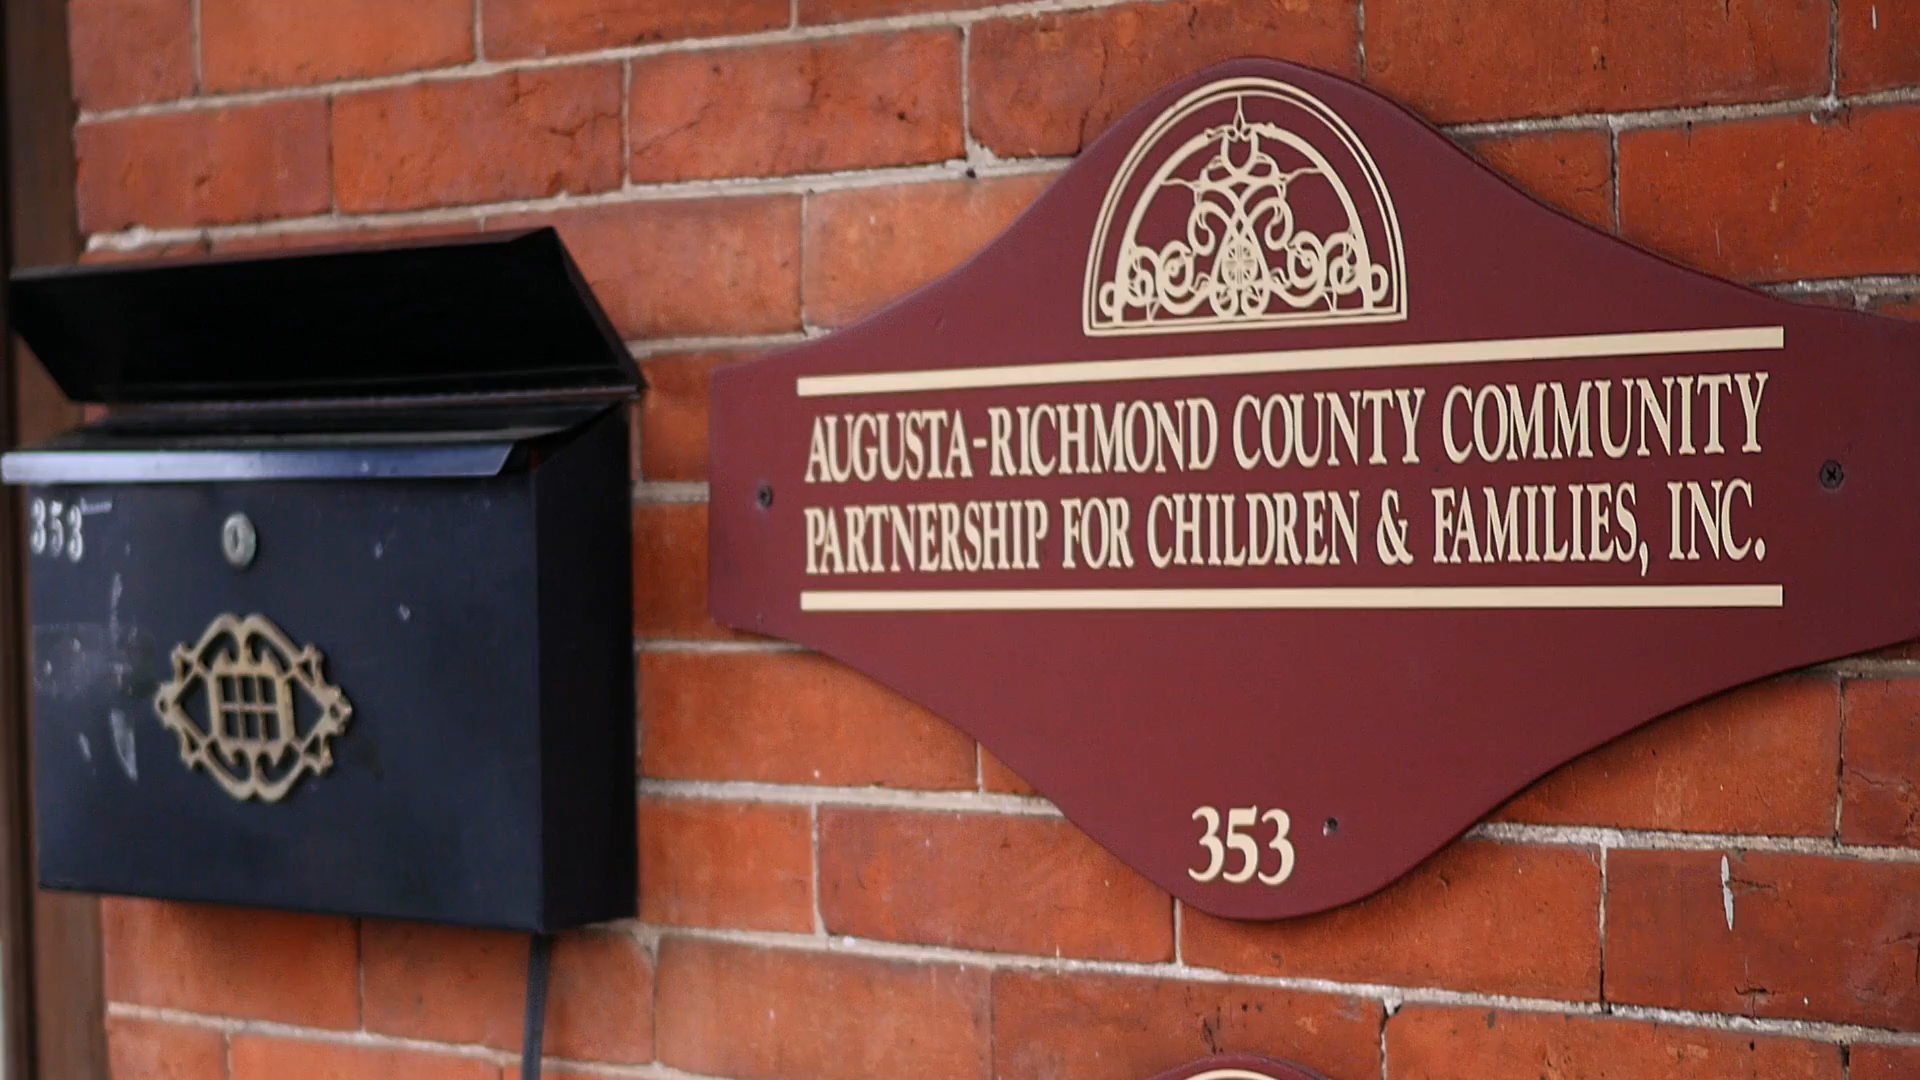 353
AUGUSTA-RICHMOND COUNTY COMMUNITY
PARTNERSHIP FOR CHILDREN & FAMILIES, INC.
353